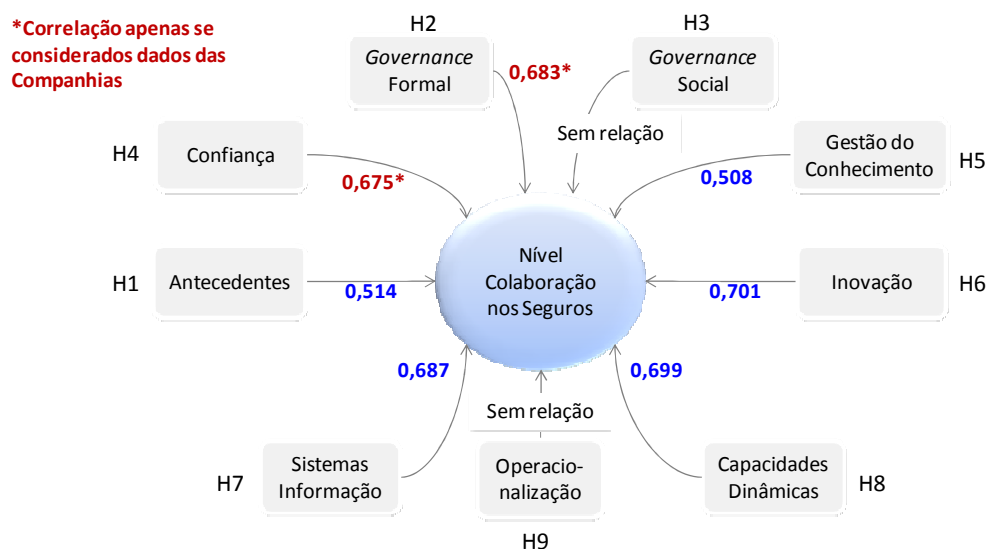 *Correlação apenas se
considerados dados das
Companhias
H2
Governance
Formal
0,683*
H3
Governance
Social
Sem relação
H4
Confiança
0,675*
Gestão do
Conhecimento
H5
0,508
H1
Antecedentes
0,514
Nível
Colaboração
nos Seguros
0,701
Inovação
H6
0,687
0,699
Sem relação
H7
Sistemas
Informação
Operacio-
nalização
H9
Capacidades
Dinâmicas
H8